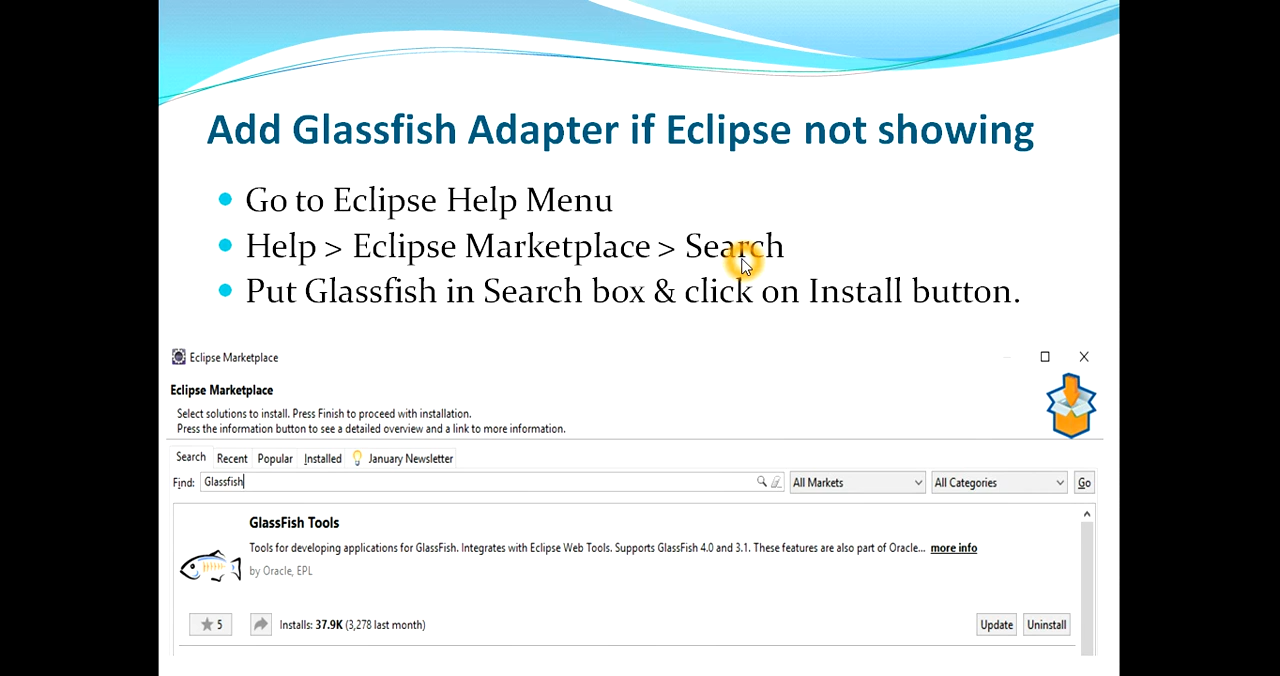 Add Glassfish Adapter if Eclipse not showing
Go to Eclipse Help Menu
Help > Eclipse Marketplace > Search
Put Glassfish in Search box & click on Install button.
Eclipse Marketplace
Eclipse Marketplace
Select solutions to install. Press Finish to proceed with installation.
Press the information button to see a detailed overview and a link to more information.
Search Recent Popular Installed January Newsletter
Find: Glassfish All Markets All Categories Go
GlassFish Tools
Tools for developing applications for GlassFish. Integrates with Eclipse Web Tools. Supports GlassFish 4.0 and 3.1. These features are also part of Oracle... more info
by Oracle, EPL
5 Installs: 37.9K (3,278 last month) Update Uninstall